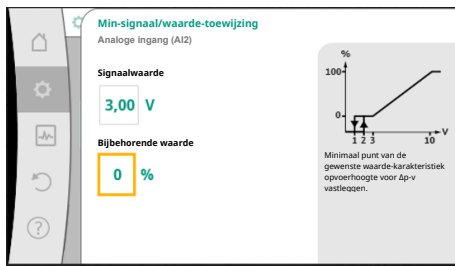 Min-signaal/waarde-toewijzing
Analoge ingang (AI2)
Signaalwaarde
3,00 V
Bijbehorende waarde
0 %
%
100
0
1 2 3 10 V
Minimaal punt van de
gewenste waarde-karakteristiek
opvoerhoogte voor Δp-v
vastleggen.
?